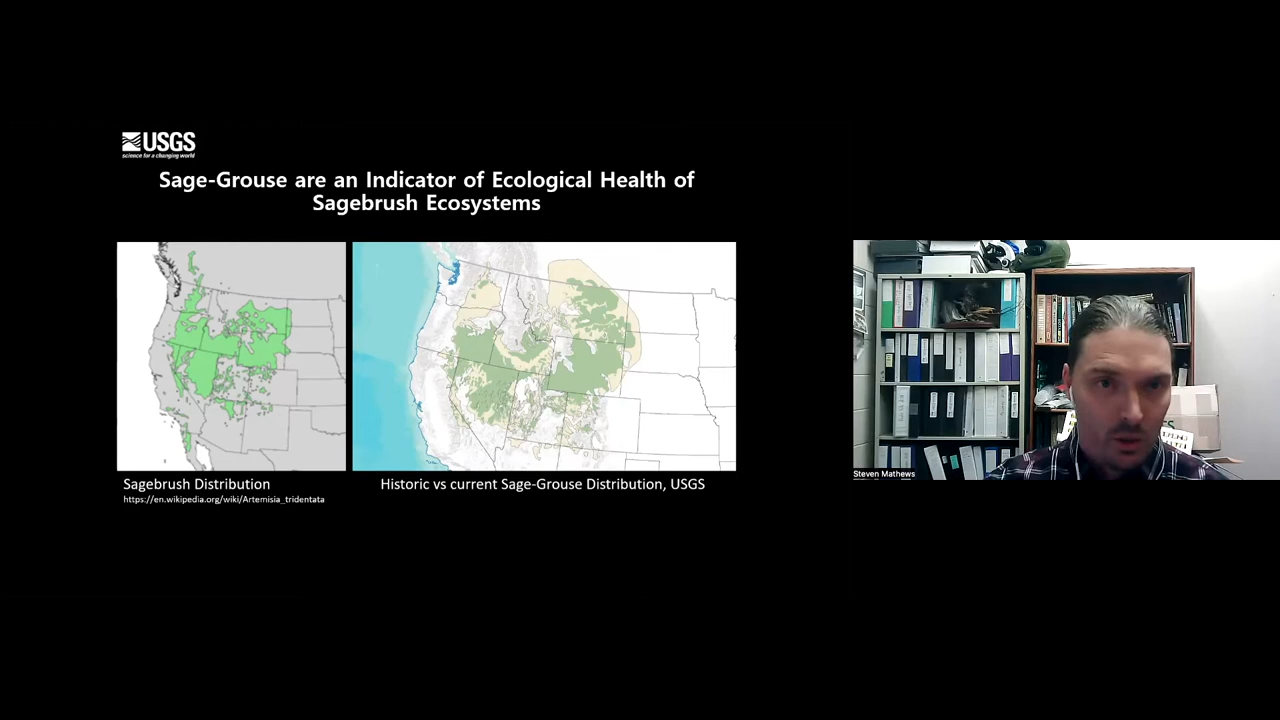 USGS
science for a changing world
Sage-Grouse are an Indicator of Ecological Health of
Sagebrush Ecosystems
Sagebrush Distribution
https://en.wikipedia.org/wiki/Artemisia_tridentata
Historic vs current Sage-Grouse Distribution, USGS
Steven Mathews